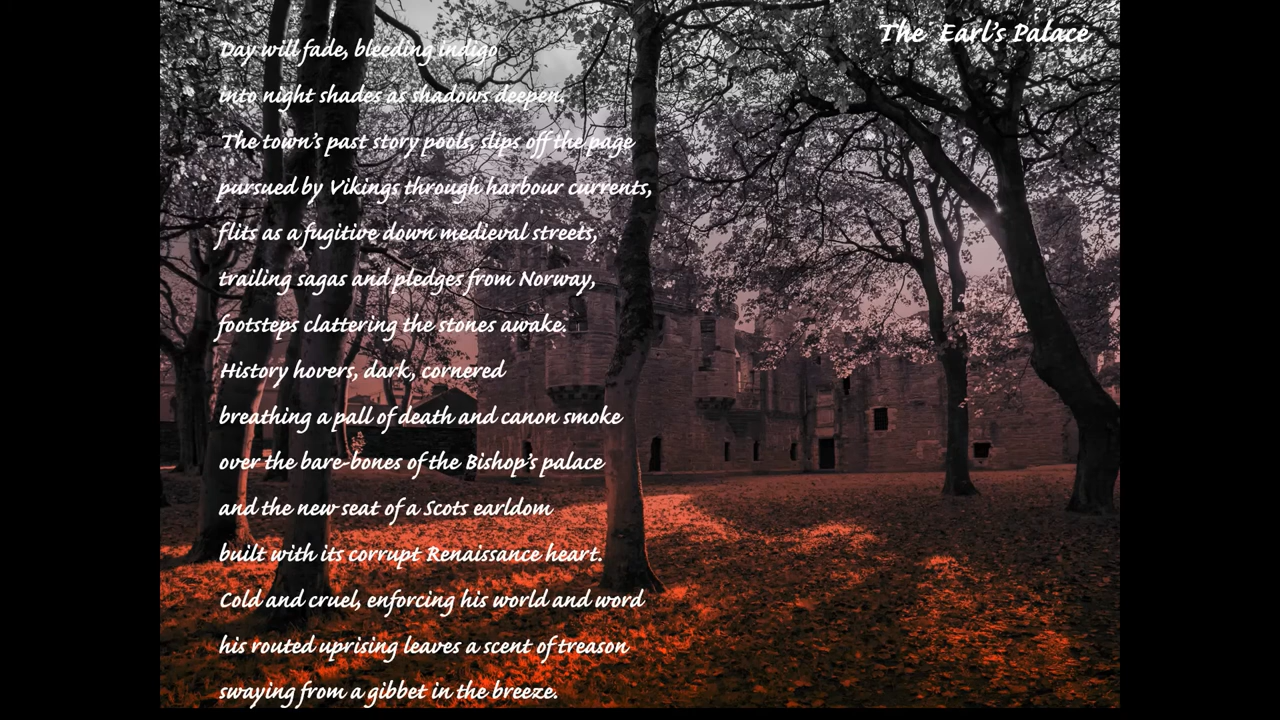 The Earl's Palace
Day will fade, bleeding indigo
into night shades as shadows deepen.
The town's past story pools, slips off the page
pursued by Vikings through harbour currents,
flits as a fugitive down medieval streets,
trailing sagas and pledges from Norway,
footsteps clattering the stones awake.
History hovers, dark, cornered
breathing a pall of death and canon smoke
over the bare-bones of the Bishop's palace
and the new seat of a Scots earldom
built with its corrupt Renaissance heart.
Cold and cruel, enforcing his world and word
his routed uprising leaves a scent of treason
swaying from a gibbet in the breeze.